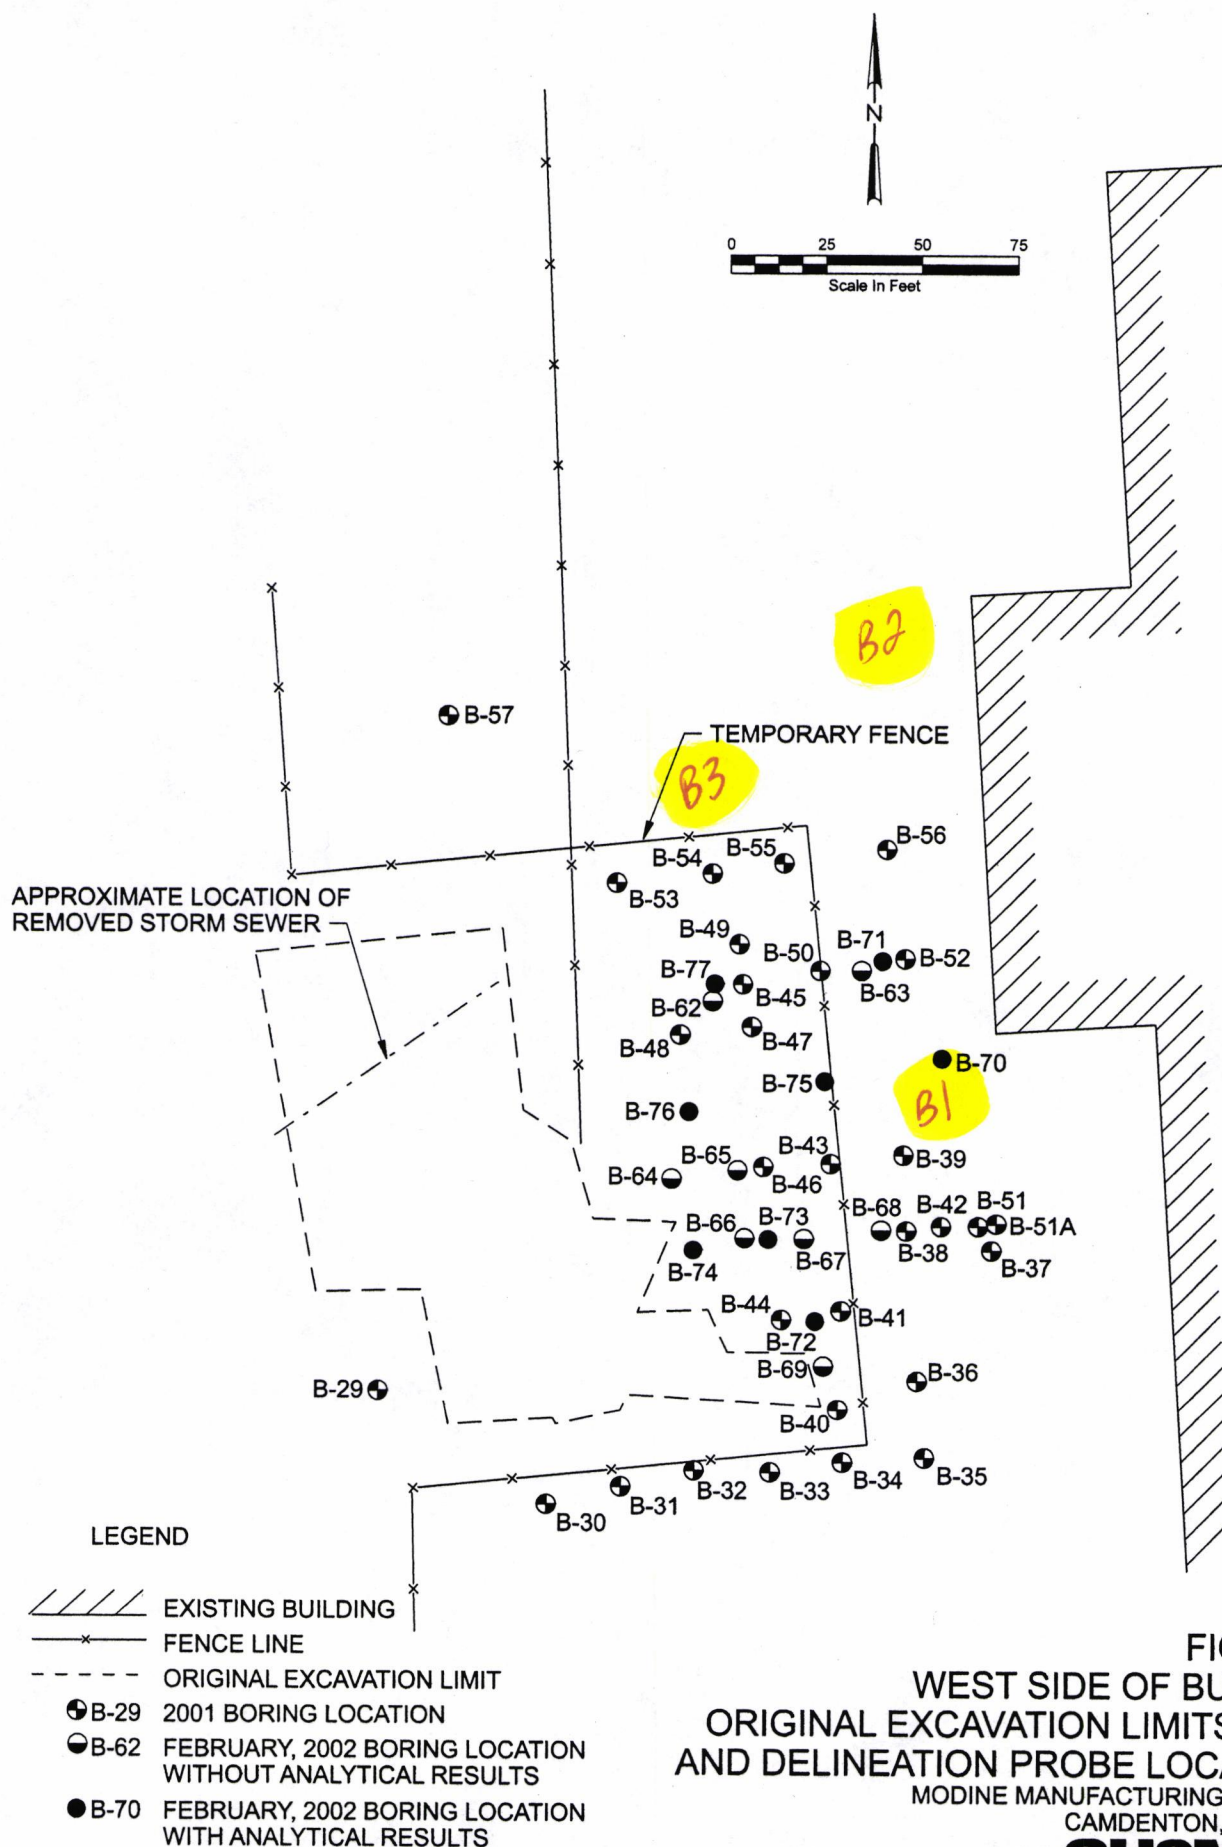 N
0 25 50 75
Scale In Feet
B2
B-57
TEMPORARY FENCE
B3
B-56
B-55
B-54
B-53
APPROXIMATE LOCATION OF
REMOVED STORM SEWER
B-49
B-50
B-71
B-52
B-77
B-45
B-63
B-62
B-48
B-47
B-70
B-75
B1
B-76
B-43
B-39
B-65
B-64
B-46
B-68
B-42
B-51
B-51A
B-66
B-73
B-38
B-67
B-37
B-74
B-44
B-41
B-72
B-69
B-36
B-29
B-40
B-35
B-34
B-33
B-32
B-31
B-30
LEGEND
EXISTING BUILDING
FENCE LINE
ORIGINAL EXCAVATION LIMIT
B-29 2001 BORING LOCATION
B-62 FEBRUARY, 2002 BORING LOCATION
WITHOUT ANALYTICAL RESULTS
B-70 FEBRUARY, 2002 BORING LOCATION
WITH ANALYTICAL RESULTS
WEST SIDE OF BU
ORIGINAL EXCAVATION LIMITS
AND DELINEATION PROBE LOCA
MODINE MANUFACTURING
CAMDENTON,